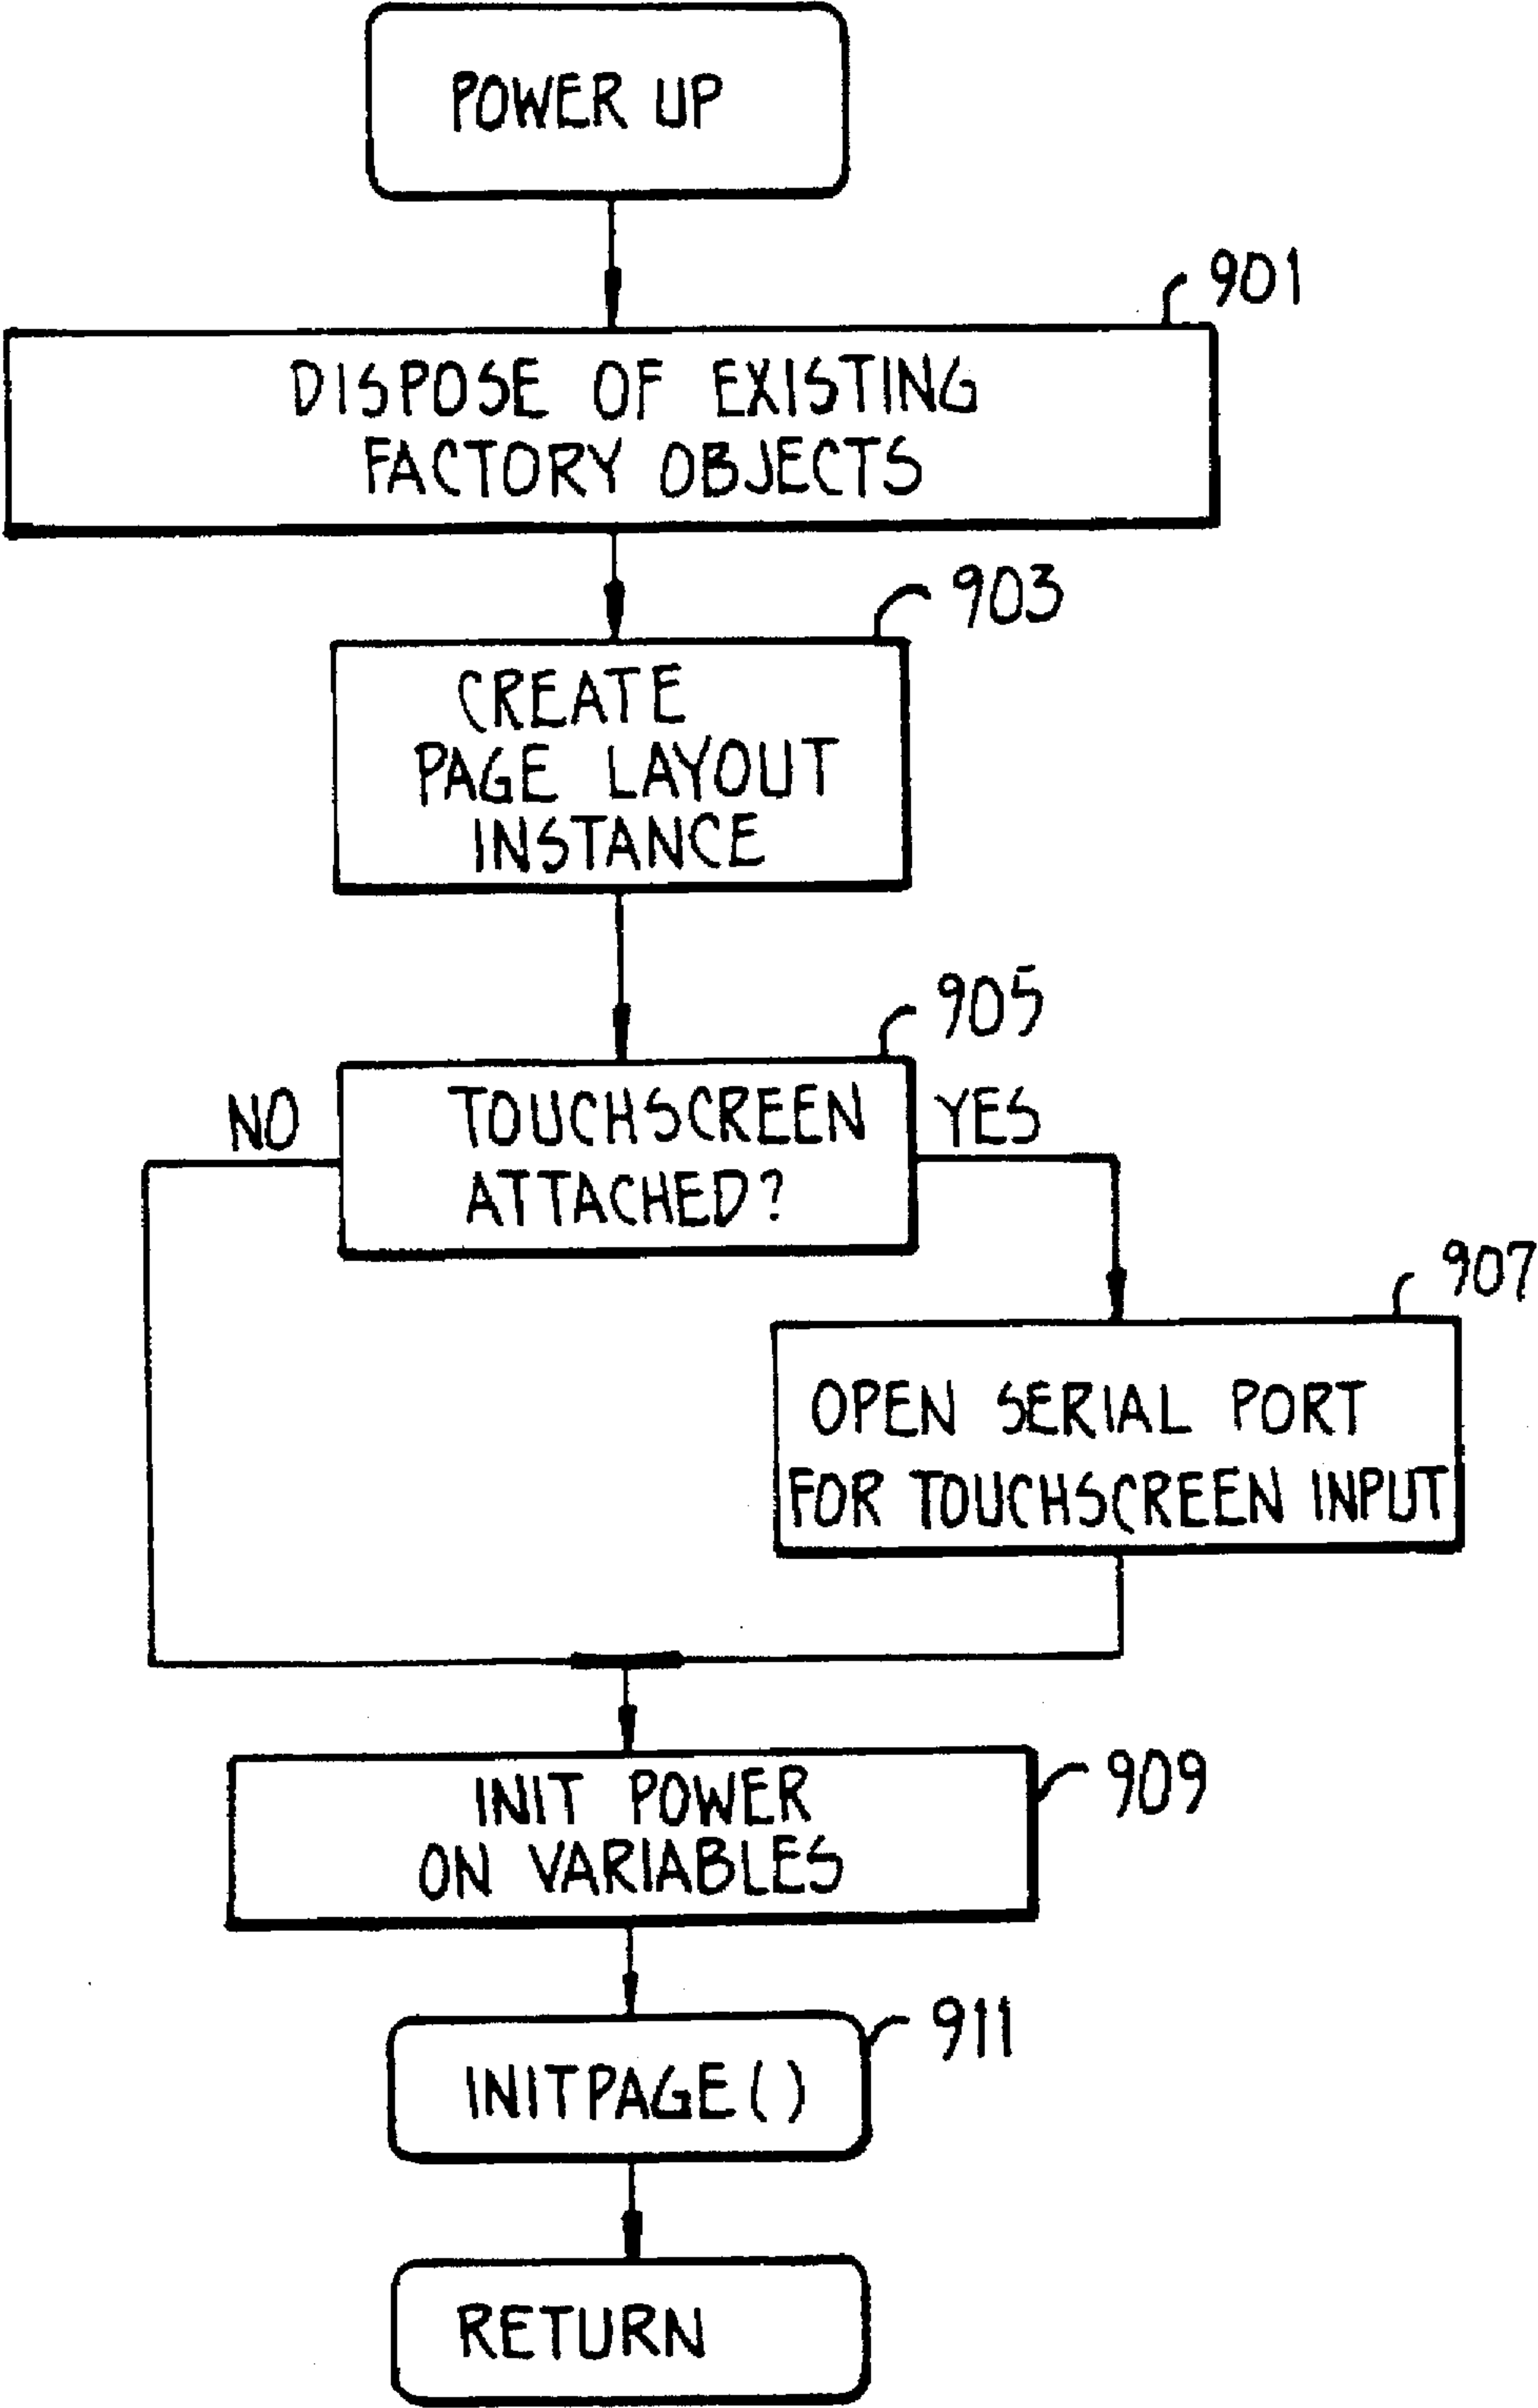 POWER UP
901
DISPOSE OF EXISTING
FACTORY OBJECTS
903
CREATE
PAGE LAYOUT
INSTANCE
905
NO
TOUCHSCREEN
ATTACHED?
YES
907
OPEN SERIAL PORT
FOR TOUCHSCREEN INPUT
INIT POWER
ON VARIABLES
909
911
INITPAGE()
RETURN